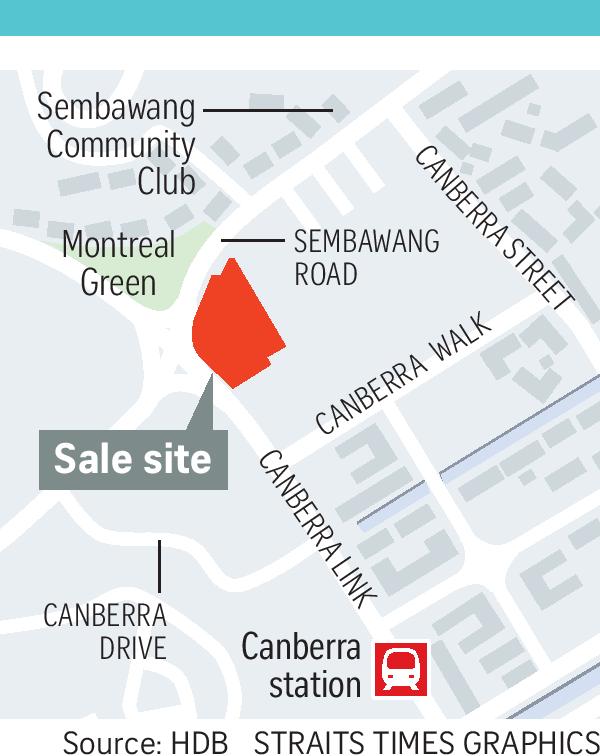 Sembawang
Community
Club
CANBERRA STREET
Montreal
Green
SEMBAWANG
ROAD
CANBERRA WALK
Sale site
CANBERRA LINK
CANBERRA
DRIVE
Canberra
station
Source: HDB STRAITS TIMES GRAPHICS